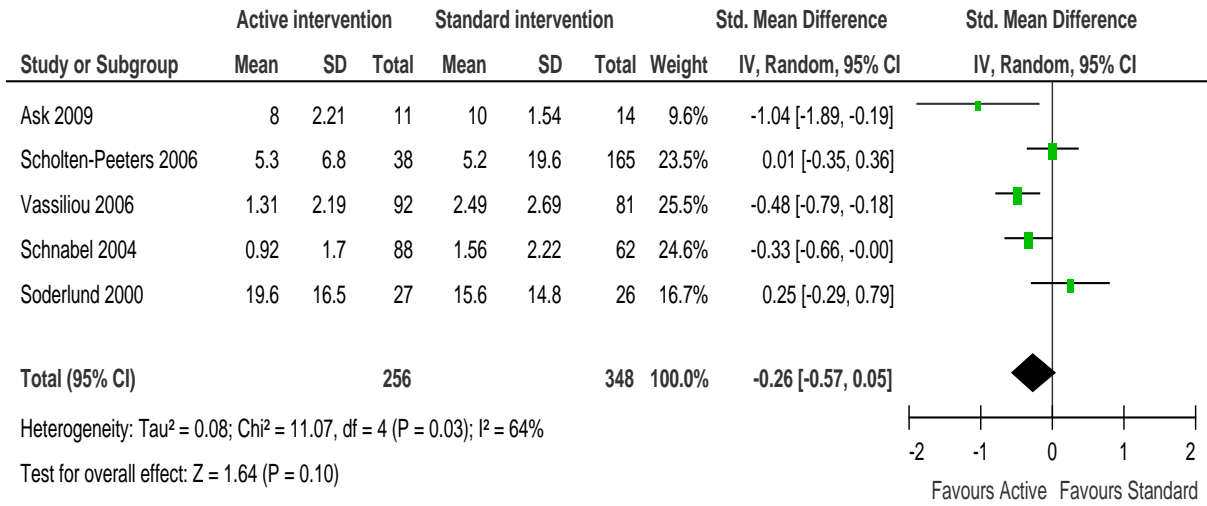 Active intervention Standard intervention Std. Mean Difference Std. Mean Difference
Study or Subgroup Mean SD Total Mean SD Total Weight IV, Random, 95% CI IV, Random, 95% CI
Ask 2009 8 2.21 11 10 1.54 14 9.6% -1.04 [-1.89, -0.19]
Scholten-Peeters 2006 5.3 6.8 38 5.2 19.6 165 23.5% 0.01 [-0.35, 0.36]
Vassiliou 2006 1.31 2.19 92 2.49 2.69 81 25.5% -0.48 [-0.79, -0.18]
Schnabel 2004 0.92 1.7 88 1.56 2.22 62 24.6% -0.33 [-0.66, -0.00]
Soderlund 2000 19.6 16.5 27 15.6 14.8 26 16.7% 0.25 [-0.29, 0.79]
Total (95% CI) 256 348 100.0% -0.26 [-0.57, 0.05]
Heterogeneity: Tau² = 0.08; Chi² = 11.07, df = 4 (P = 0.03); I² = 64%
Test for overall effect: Z = 1.64 (P = 0.10)
-2 -1 0 1 2
Favours Active Favours Standard